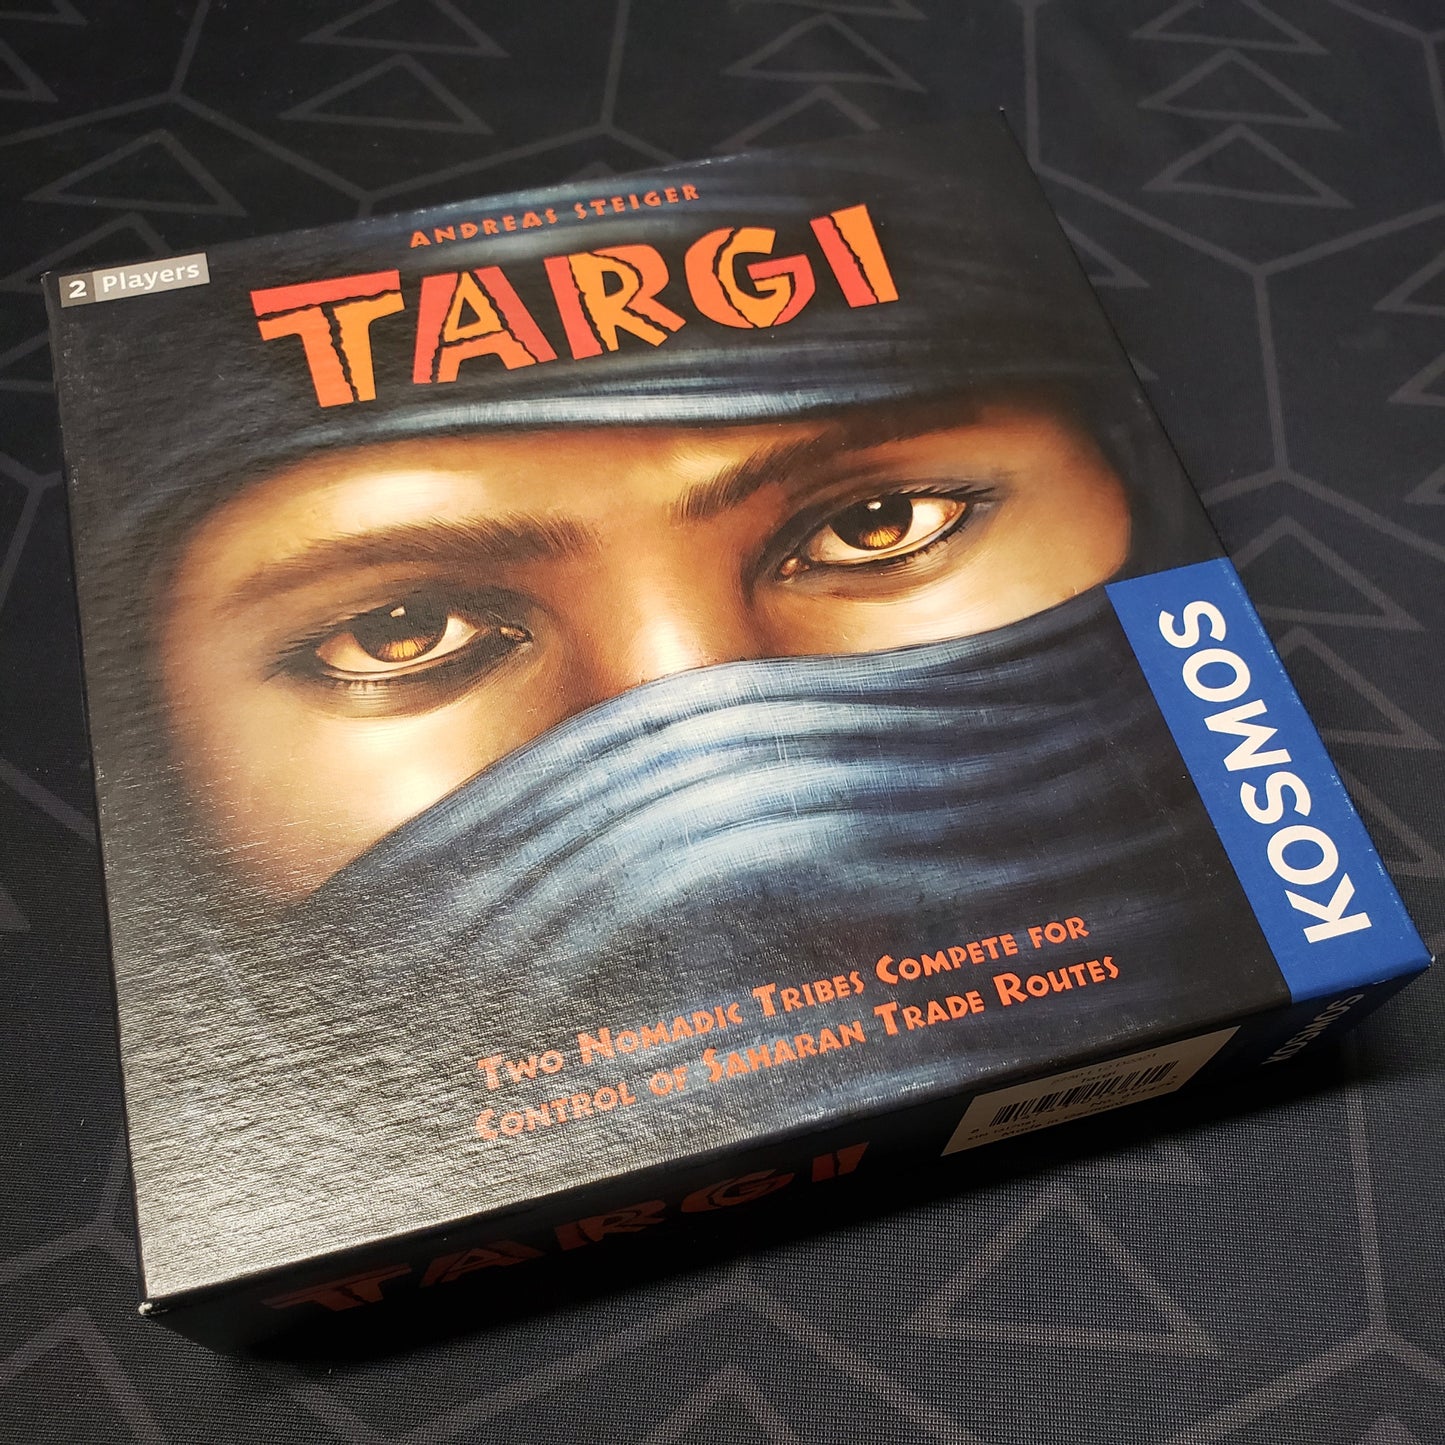 ANDREAS STEIGER
TARGI
2 Players
KOSMOS
TWO NOMADIC TRIBES COMPETE FOR
CONTROL OF SAHARAN TRADE ROUTES
TARGI
KOSMOS